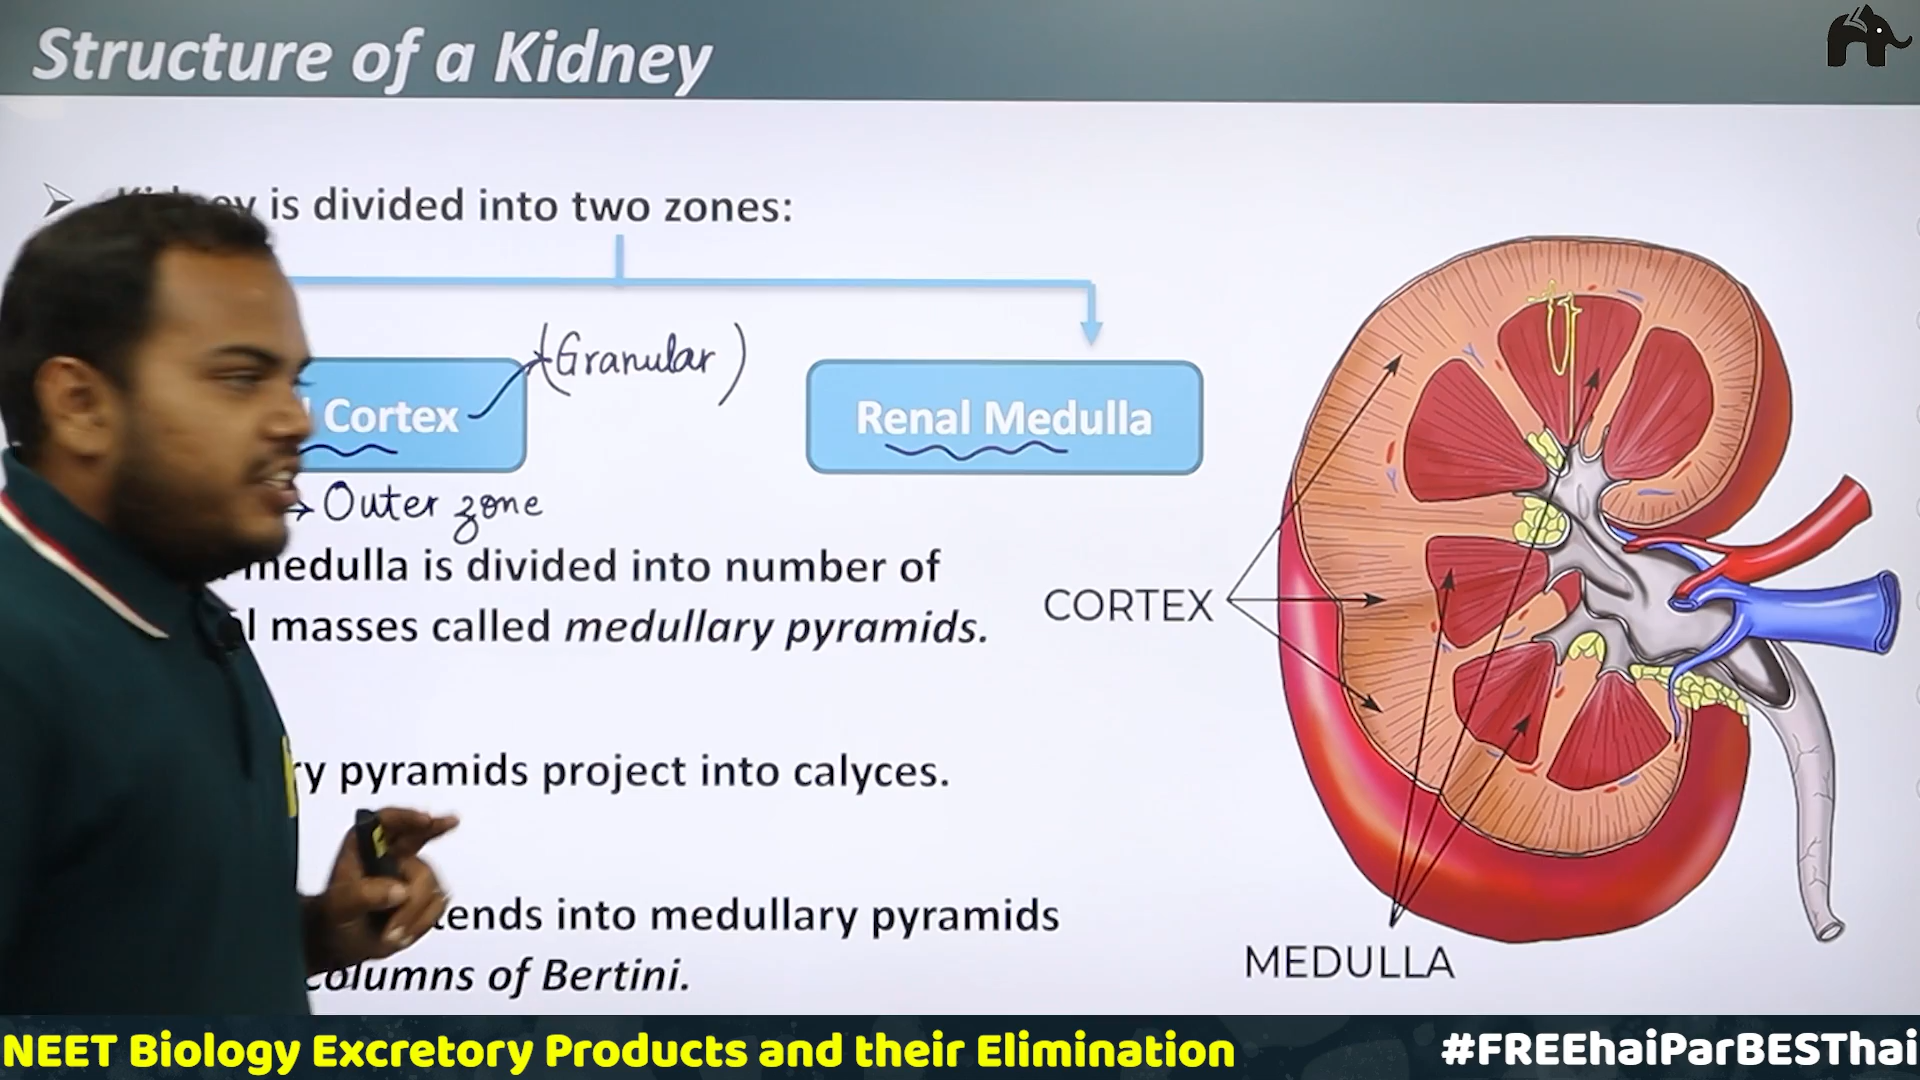 Structure of a Kidney
is divided into two zones:
(Granular)
Cortex
Renal Medulla
→ Outer zone
medulla is divided into number of
masses called medullary pyramids.
CORTEX
pyramids project into calyces.
into medullary pyramids
columns of Bertini.
MEDULLA
NEET Biology Excretory Products and their Elimination
#FREEhaiParBESThai